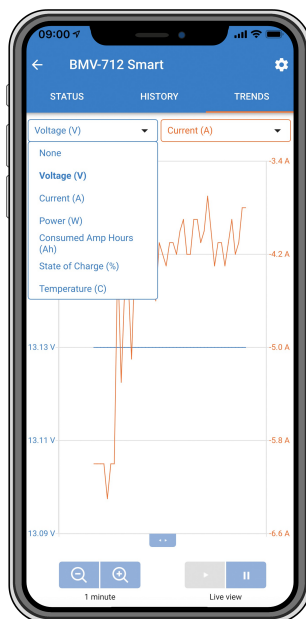 09:00
BMV-712 Smart
STATUS HISTORY TRENDS
Voltage (V) Current (A)
None
Voltage (V)
Current (A)
Power (W)
Consumed Amp Hours
(Ah)
State of Charge (%)
Temperature (C)
-3.4 A
-4.2 A
13.13 V -5.0 A
13.11 V -5.8 A
13.09 V -6.6 A
1 minute Live view